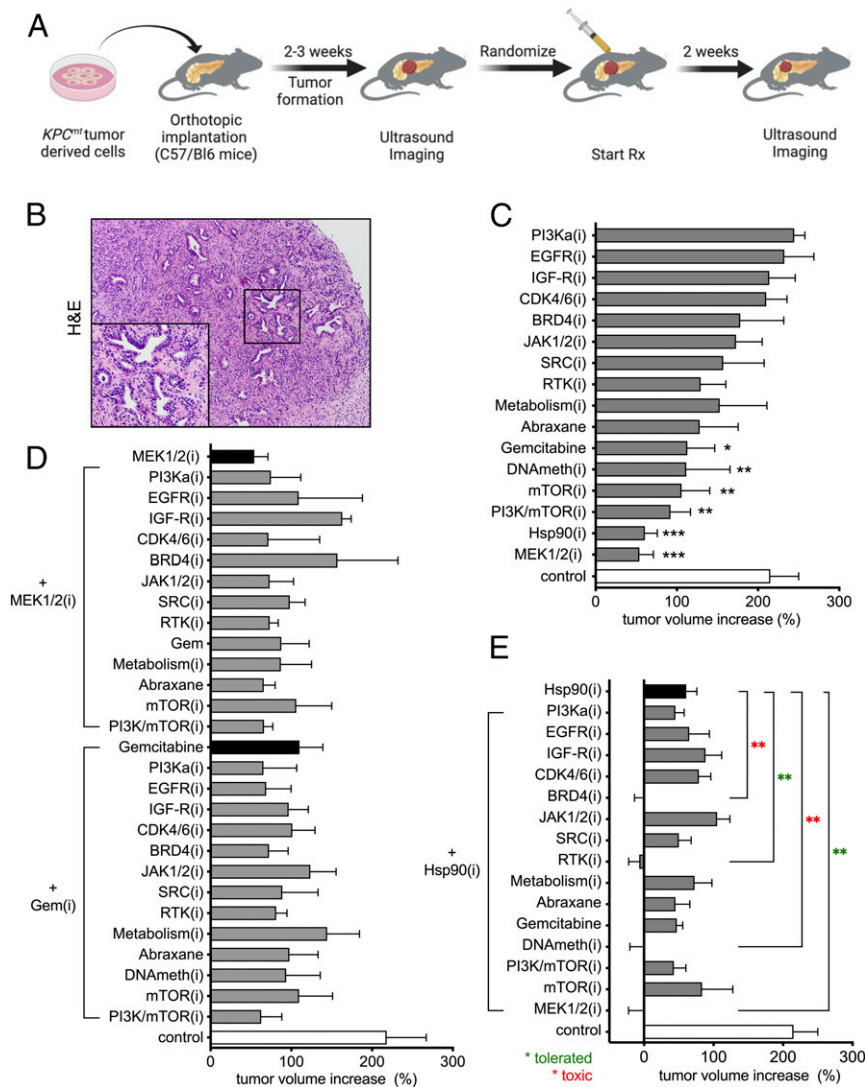 A
2-3 weeks
Tumor
formation
Randomize
2 weeks
KPCmt tumor
derived cells
Orthotopic
implantation
(C57/Bl6 mice)
Ultrasound
Imaging
Start Rx
Ultrasound
Imaging
B
H&E
C
PI3Ka(i)
EGFR(i)
IGF-R(i)
CDK4/6(i)
BRD4(i)
JAK1/2(i)
SRC(i)
RTK(i)
Metabolism(i)
Abraxane
Gemcitabine *
DNAmeth(i) **
mTOR(i) **
PI3K/mTOR(i) **
Hsp90(i) ***
MEK1/2(i) ***
control
0 100 200 300
tumor volume increase (%)
D
MEK1/2(i)
PI3Ka(i)
EGFR(i)
IGF-R(i)
CDK4/6(i)
BRD4(i)
JAK1/2(i)
SRC(i)
RTK(i)
Gem
Metabolism(i)
Abraxane
mTOR(i)
PI3K/mTOR(i)
+
MEK1/2(i)
Gemcitabine
PI3Ka(i)
EGFR(i)
IGF-R(i)
CDK4/6(i)
BRD4(i)
JAK1/2(i)
SRC(i)
RTK(i)
Metabolism(i)
Abraxane
DNAmeth(i)
mTOR(i)
PI3K/mTOR(i)
+
Gem(i)
control
0 100 200 300
tumor volume increase (%)
E
Hsp90(i)
PI3Ka(i)
EGFR(i)
IGF-R(i)
CDK4/6(i)
BRD4(i)
JAK1/2(i)
SRC(i)
RTK(i)
Metabolism(i)
Abraxane
Gemcitabine
DNAmeth(i)
PI3K/mTOR(i)
mTOR(i)
MEK1/2(i)
+
Hsp90(i)
control
**
**
**
**
0 100 200 300
* tolerated
* toxic
tumor volume increase (%)